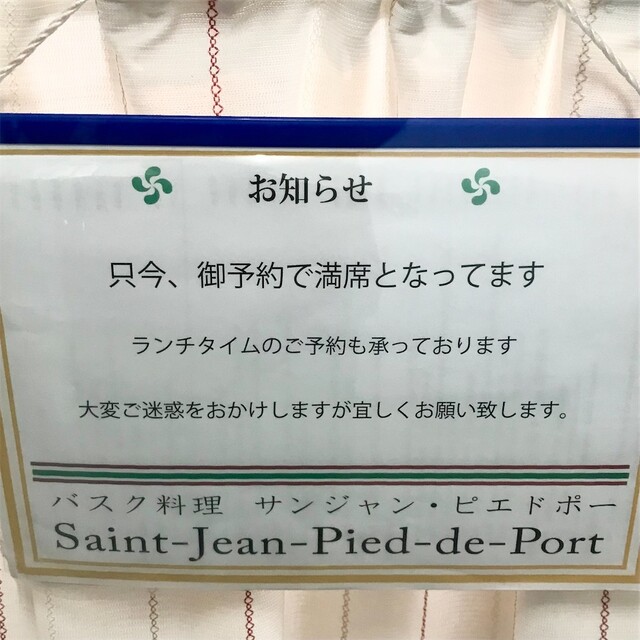 お知らせ
只今、御予約で満席となってます
ランチタイムのご予約も承っております
大変ご迷惑をおかけしますが宜しくお願い致します。
バスク料理 サンジャン・ピエドポー
Saint-Jean-Pied-de-Port